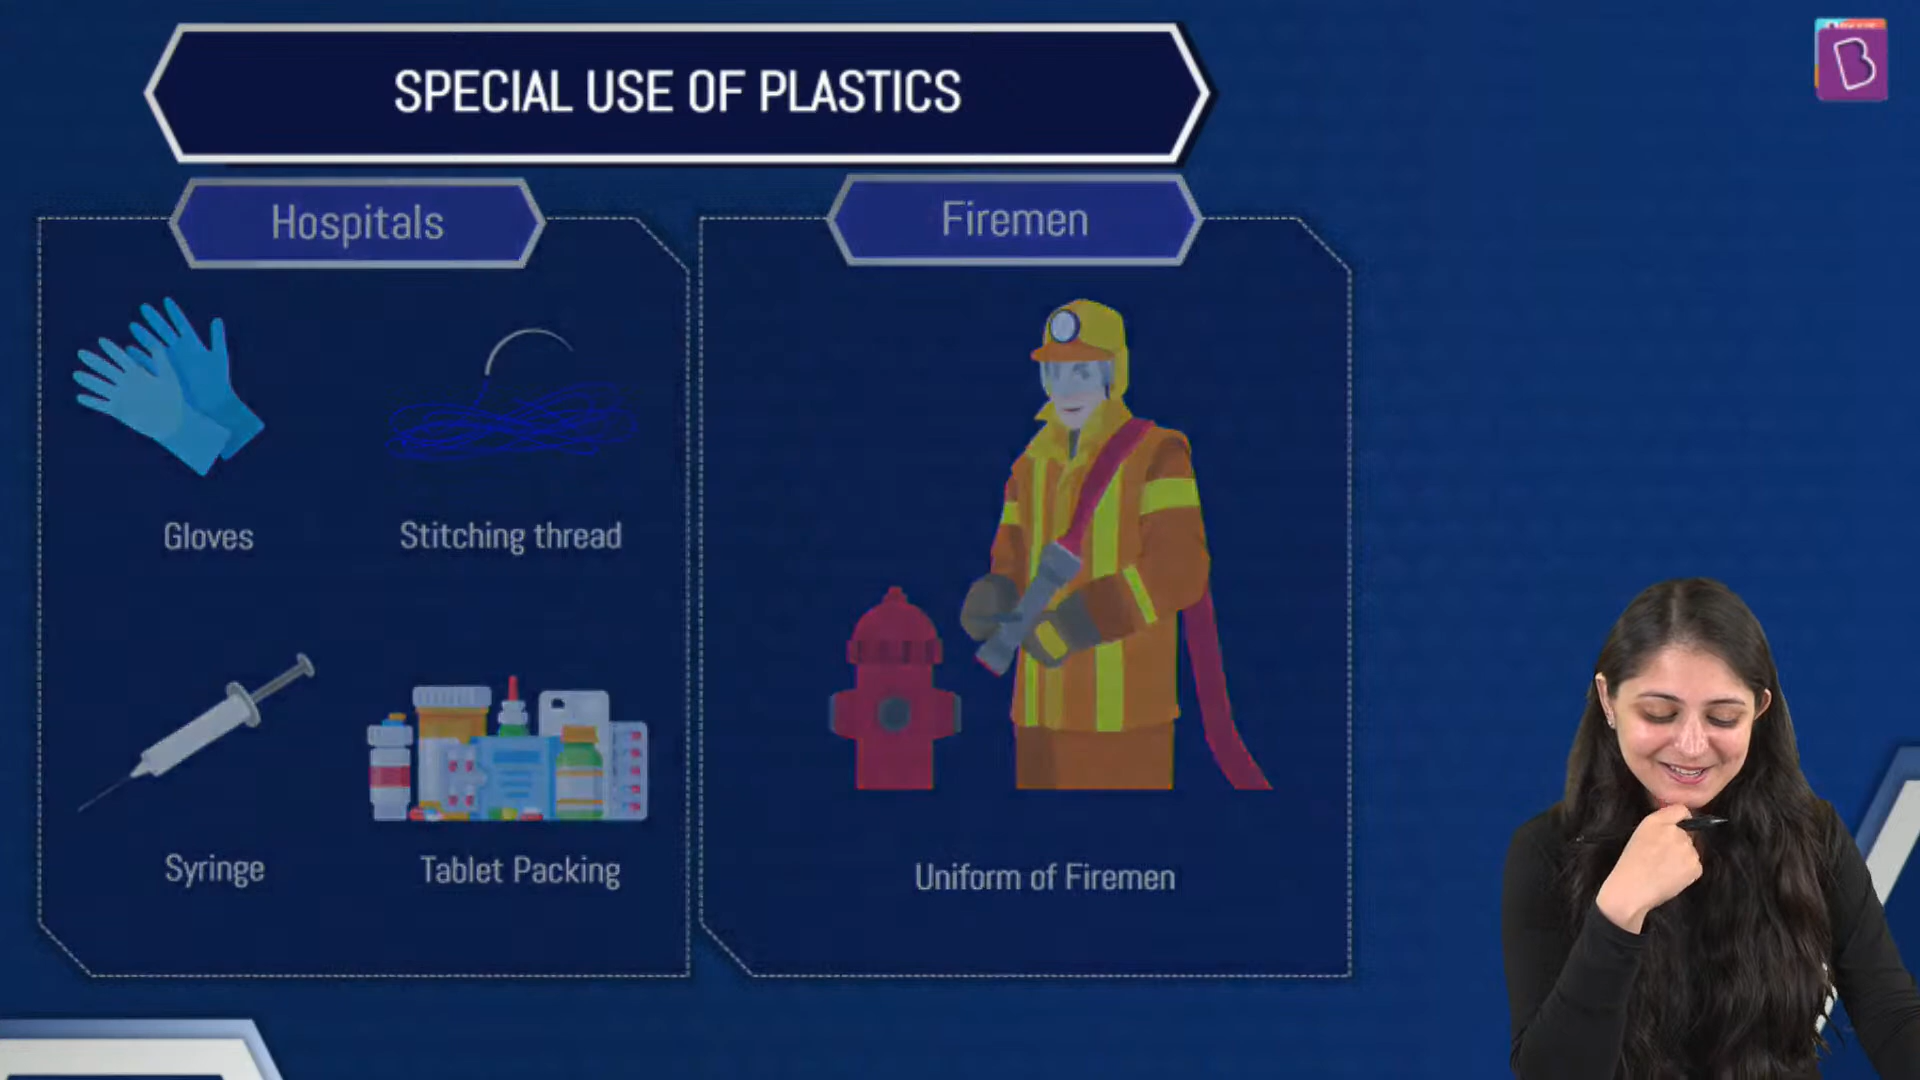 SPECIAL USE OF PLASTICS
Hospitals
Firemen
Gloves
Stitching thread
Syringe
Tablet Packing
Uniform of Firemen
B